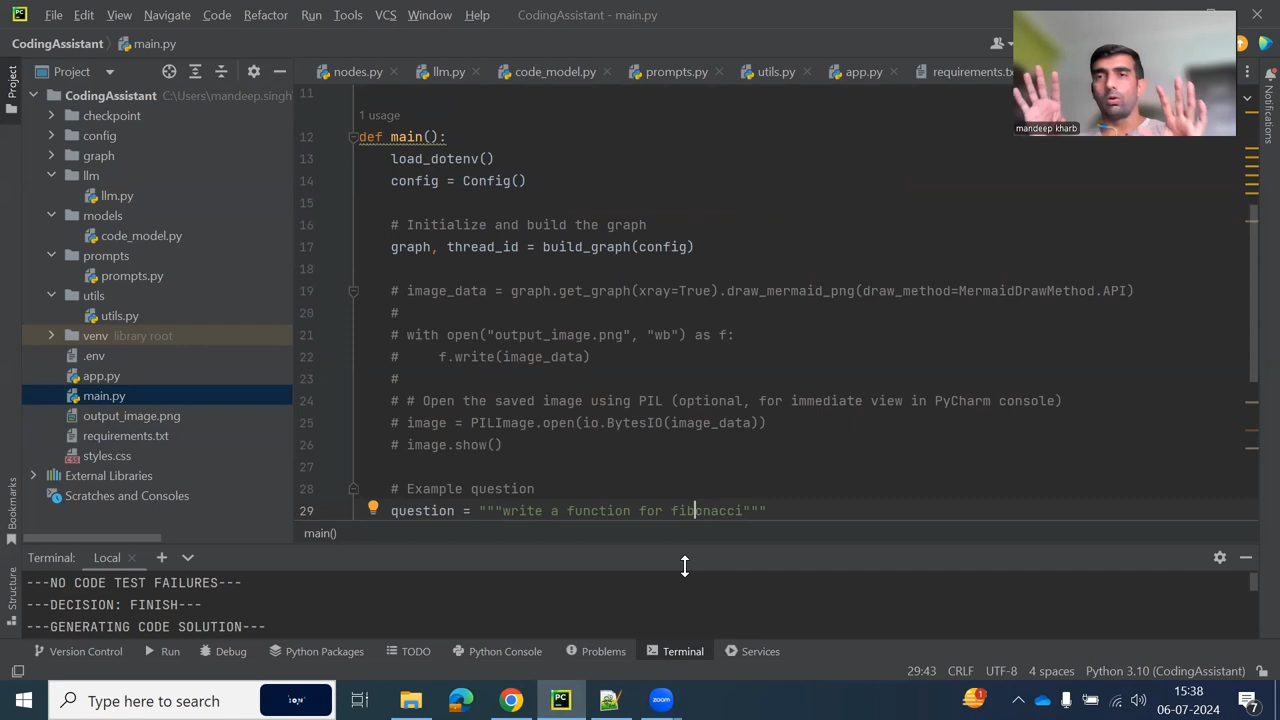 PC File Edit View Navigate Code Refactor Run Tools VCS Window Help CodingAssistant - main.py
CodingAssistant main.py
Project
nodes.py llm.py code_model.py prompts.py utils.py app.py requirements.tx
mandeep kharb
Project
CodingAssistant C:\Users\mandeep.singh
checkpoint
config
graph
llm
llm.py
models
code_model.py
prompts
prompts.py
utils
utils.py
venv library root
.env
app.py
main.py
output_image.png
requirements.txt
styles.css
External Libraries
Scratches and Consoles
Bookmarks
Structure
Notifications
11
1 usage
12 def main():
13 load_dotenv()
14 config = Config()
15
16 # Initialize and build the graph
17 graph, thread_id = build_graph(config)
18
19 # image_data = graph.get_graph(xray=True).draw_mermaid_png(draw_method=MermaidDrawMethod.API)
20 #
21 # with open("output_image.png", "wb") as f:
22 #     f.write(image_data)
23 #
24 # # Open the saved image using PIL (optional, for immediate view in PyCharm console)
25 # image = PILImage.open(io.BytesIO(image_data))
26 # image.show()
27
28 # Example question
29 question = """write a function for fibonacci"""
main()
Terminal: Local
---NO CODE TEST FAILURES---
---DECISION: FINISH---
---GENERATING CODE SOLUTION---
Version Control Run Debug Python Packages TODO Python Console Problems Terminal Services
29:43 CRLF UTF-8 4 spaces Python 3.10 (CodingAssistant)
Type here to search
zoom
1
15:38
06-07-2024
7